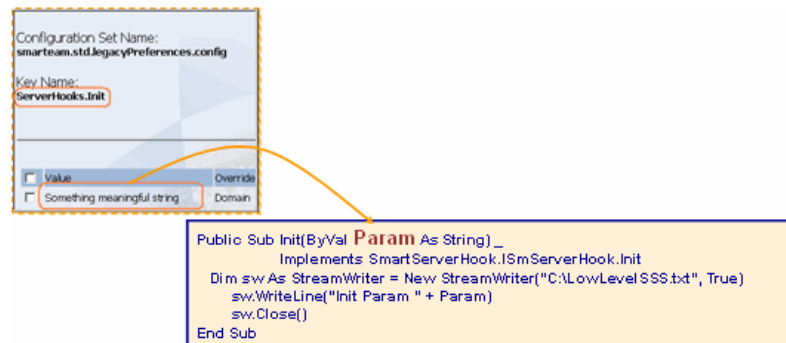 Configuration Set Name:
smarteam.std.legacyPreferences.config
Key Name:
ServerHooks.Init
Value Override
Something meaningful string Domain
Public Sub Init(ByVal Param As String) _
Implements SmartServerHook.ISmServerHook.Init
Dim sw As StreamWriter = New StreamWriter("C:\LowLevelSSS.txt", True)
sw.WriteLine("Init Param " + Param)
sw.Close()
End Sub